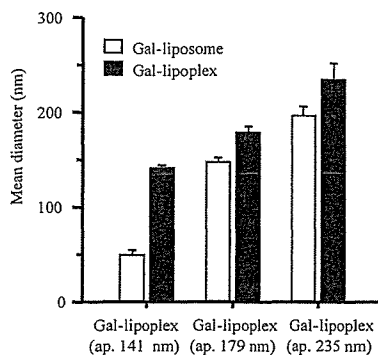 300
200
100
0
Mean diameter (nm)
Gal-liposome
Gal-lipoplex
Gal-lipoplex Gal-lipoplex Gal-lipoplex
(ap. 141 nm) (ap. 179 nm) (ap. 235 nm)